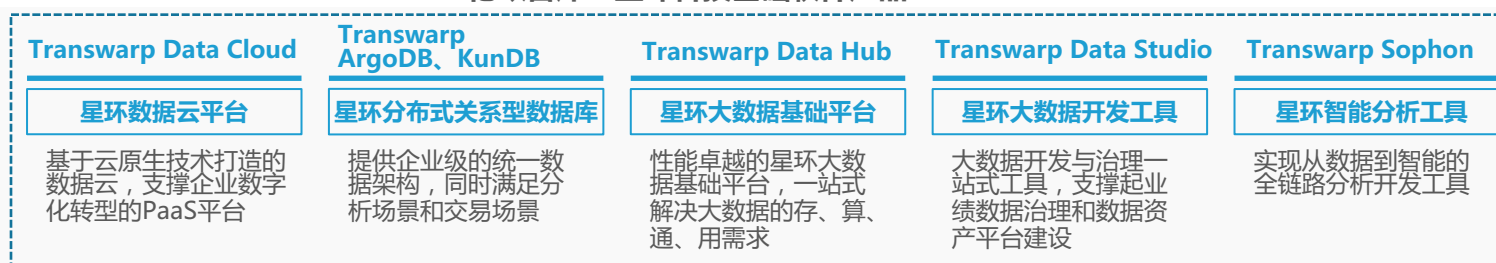 Transwarp Data Cloud
星环数据云平台
基于云原生技术打造的
数据云，支撑企业数字
化转型的PaaS平台
Transwarp
ArgoDB、KunDB
星环分布式关系型数据库
提供企业级的统一数
据架构，同时满足分
析场景和交易场景
Transwarp Data Hub
星环大数据基础平台
性能卓越的星环大数
据基础平台，一站式
解决大数据的存、算、
通、用需求
Transwarp Data Studio
星环大数据开发工具
大数据开发与治理一
站式工具，支撑起业
绩数据治理和数据资
产平台建设
Transwarp Sophon
星环智能分析工具
实现从数据到智能的
全链路分析开发工具